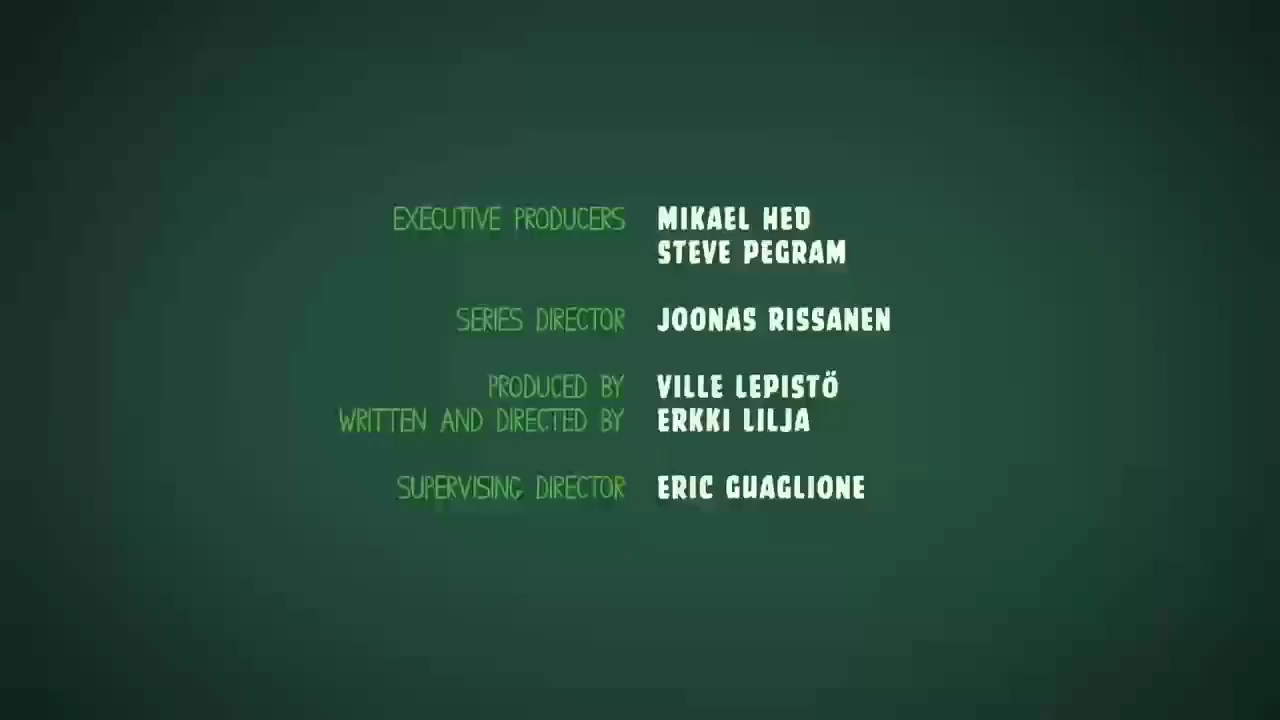 EXECUTIVE PRODUCERS MIKAEL HED
STEVE PEGRAM
SERIES DIRECTOR JOONAS RISSANEN
PRODUCED BY VILLE LEPISTÖ
WRITTEN AND DIRECTED BY ERKKI LILJA
SUPERVISING DIRECTOR ERIC GUAGLIONE